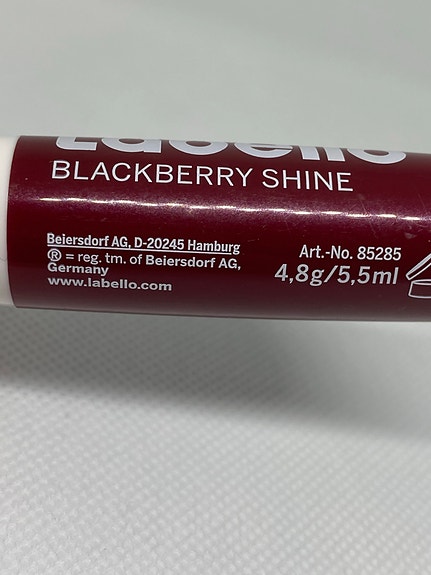 Labello
BLACKBERRY SHINE
Beiersdorf AG, D-20245 Hamburg
® = reg. tm. of Beiersdorf AG,
Germany
www.labello.com
Art.-No. 85285
4,8g/5,5ml